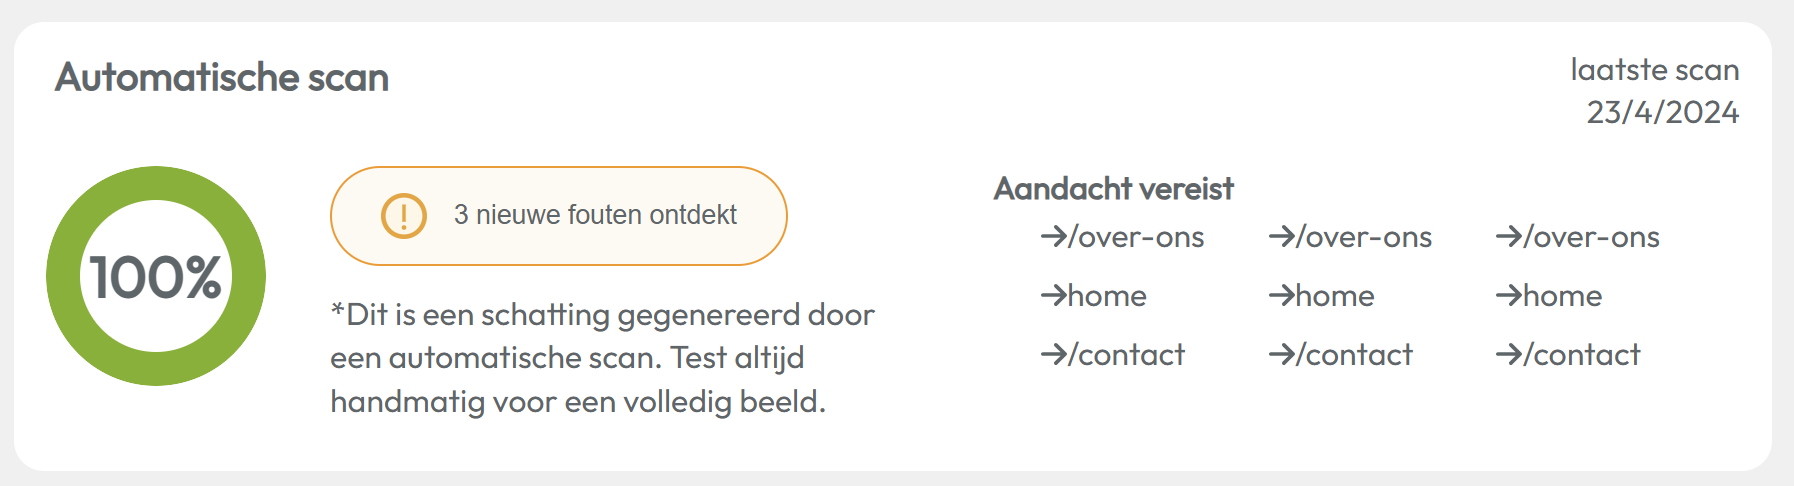 Automatische scan
laatste scan
23/4/2024
100%
3 nieuwe fouten ontdekt
*Dit is een schatting gegenereerd door
een automatische scan. Test altijd
handmatig voor een volledig beeld.
Aandacht vereist
→/over-ons →/over-ons →/over-ons
→home →home →home
→/contact →/contact →/contact